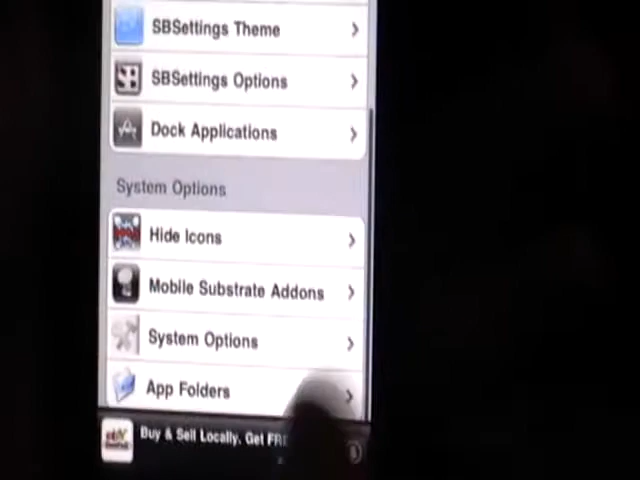 SBSettings Theme
SBSettings Options
Dock Applications
System Options
Hide Icons
Mobile Substrate Addons
System Options
App Folders
Buy & Sell Locally. Get